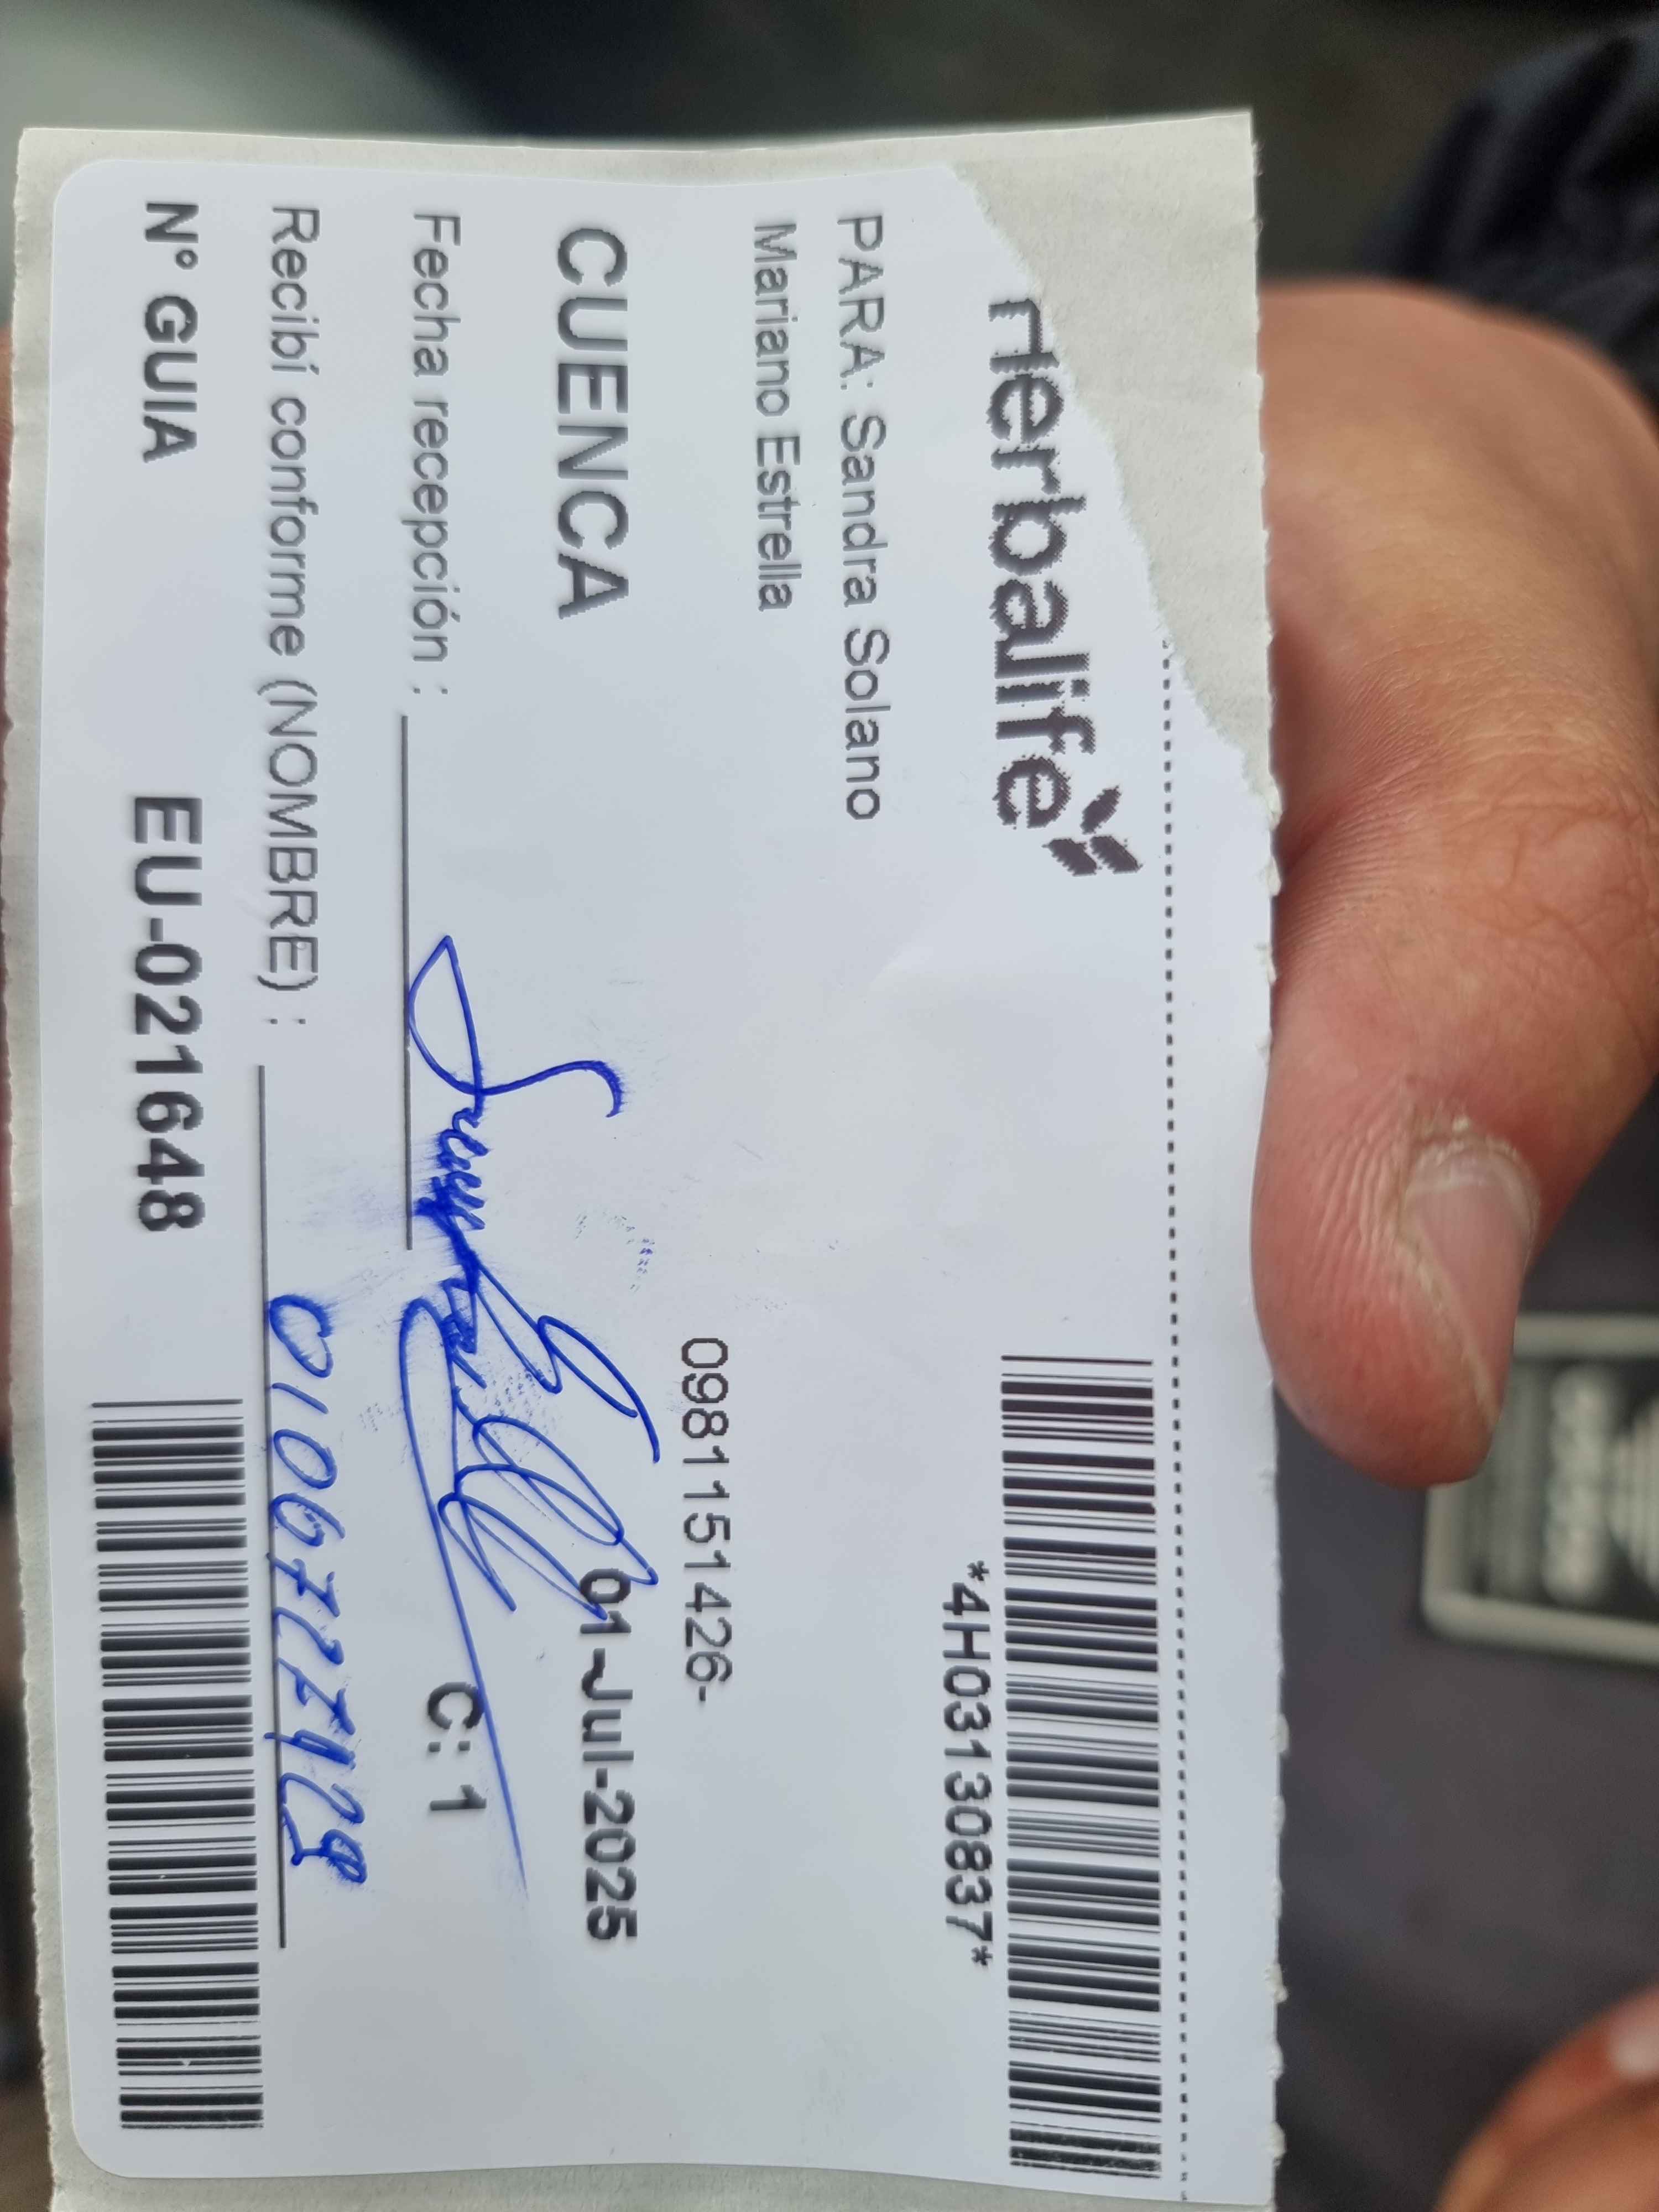 Herbalife
*4H03130837*
PARA: Sandra Solano
Mariano Estrella
0981151426-
CUENCA
01-Jul-2025
Fecha recepción :
C: 1
Recibí conforme (NOMBRE) :
N° GUIA
EU-021648